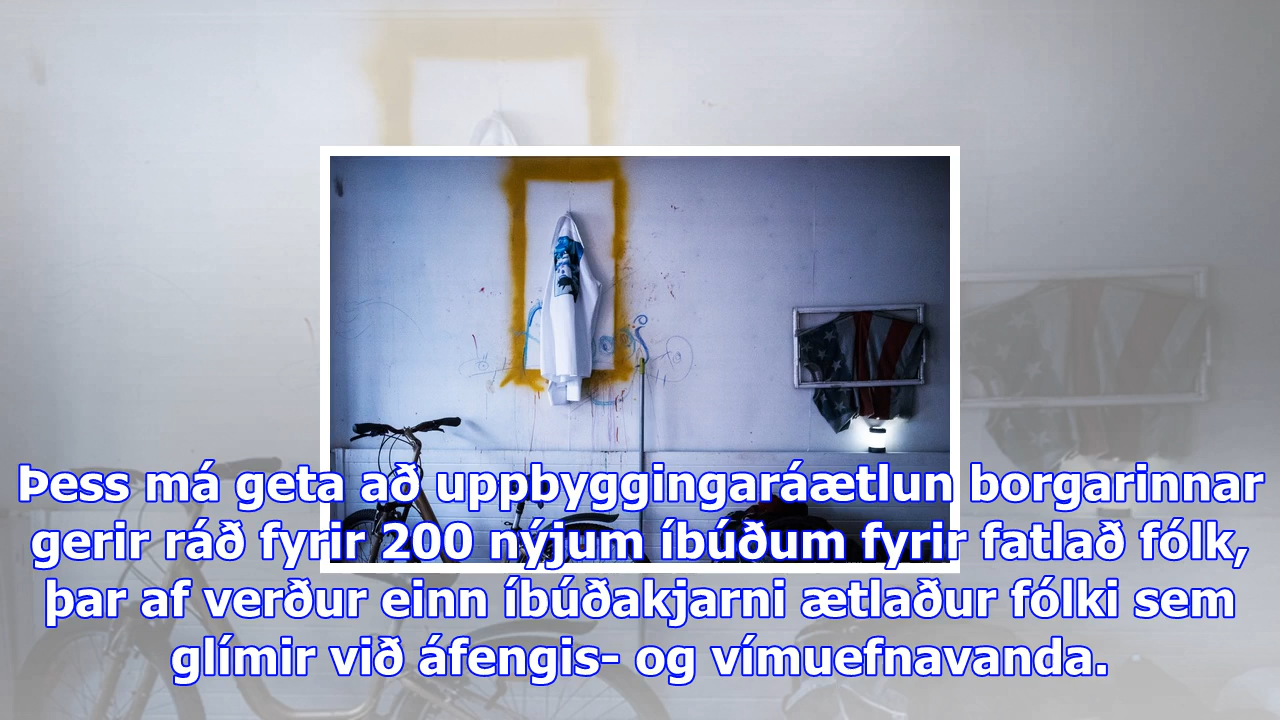 Þess má geta að uppbyggingaráætlun borgarinnar
gerir ráð fyrir 200 nýjum íbúðum fyrir fatlað fólk,
þar af verður einn íbúðakjarni ætlaður fólki sem
glímir við áfengis- og vímuefnavanda.